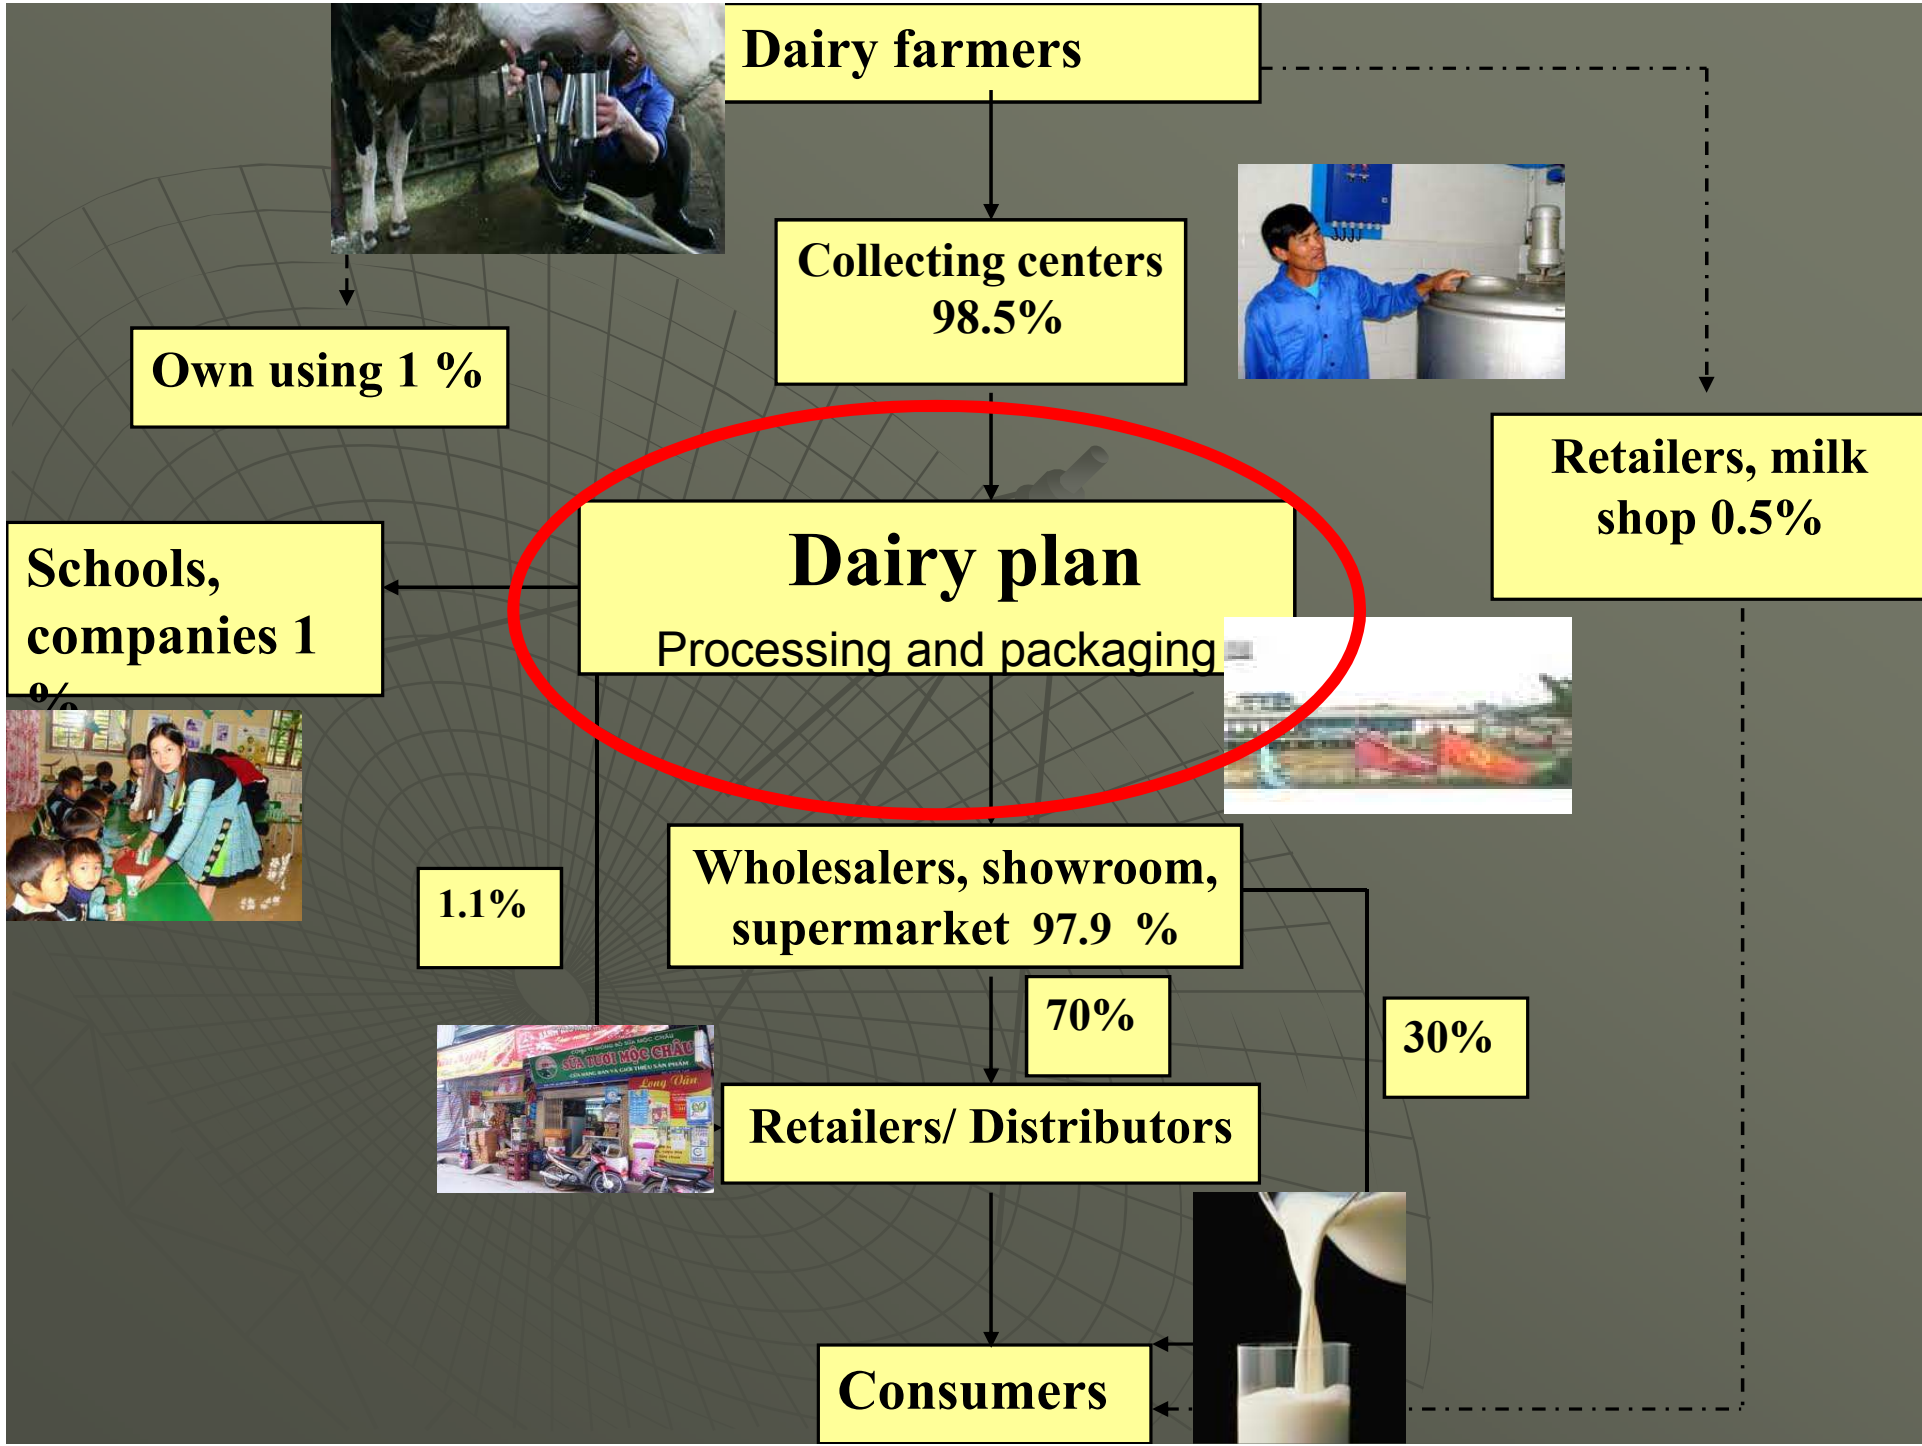 Dairy farmers
Collecting centers
98.5%
Own using 1 %
Retailers, milk
shop 0.5%
Schools,
companies 1
%
Dairy plan
Processing and packaging
Wholesalers, showroom,
supermarket 97.9 %
1.1%
70%
30%
SỮA TƯƠI MỘC CHÂU
Long Vân
Retailers/ Distributors
Consumers